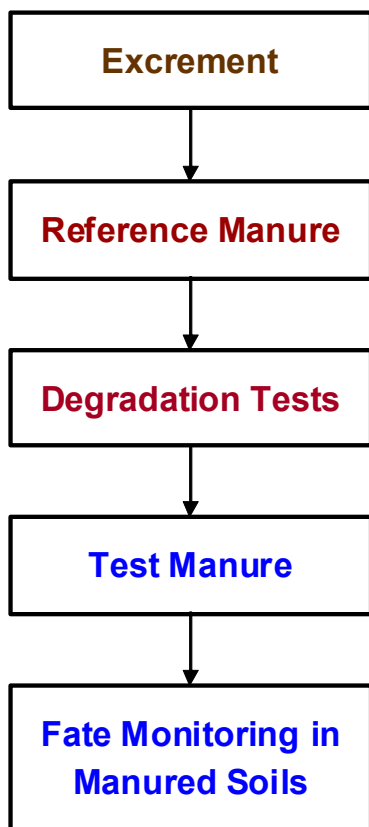 Excrement
Reference Manure
Degradation Tests
Test Manure
Fate Monitoring in
Manured Soils